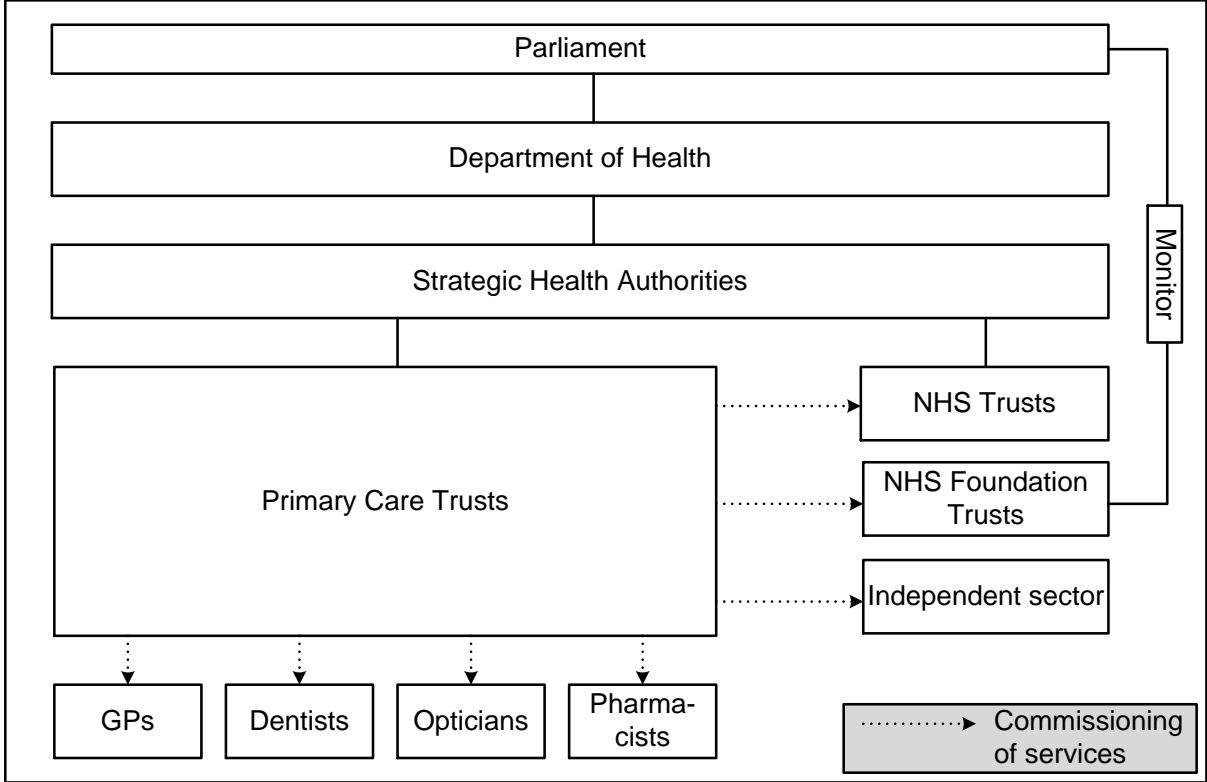 Parliament
Department of Health
Strategic Health Authorities
Monitor
Primary Care Trusts
NHS Trusts
NHS Foundation
Trusts
Independent sector
GPs
Dentists
Opticians
Pharma-
cists
Commissioning
of services